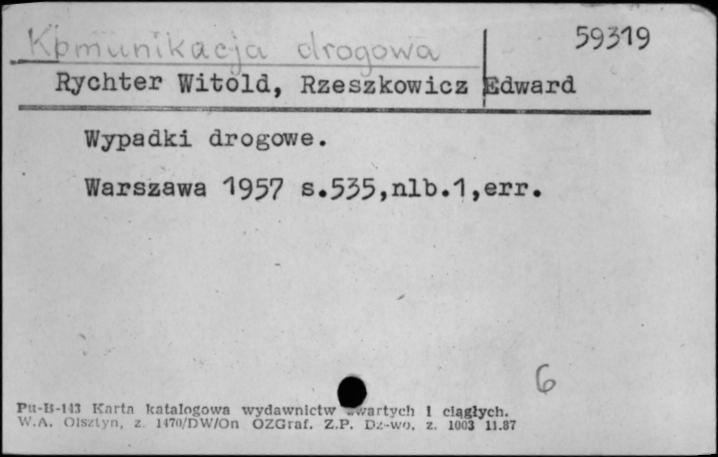 59319
Komunikacja drogowa
Rychter Witold, Rzeszkowicz Edward
Wypadki drogowe.
Warszawa 1957 s.535,nlb.1,err.
6
Pu-B-143 Karta katalogowa wydawnictw zwartych i ciągłych.
W.A. Olsztyn, z. 1470/DW/On OZGraf. Z.P. Dz-wo, z. 1003 11.87